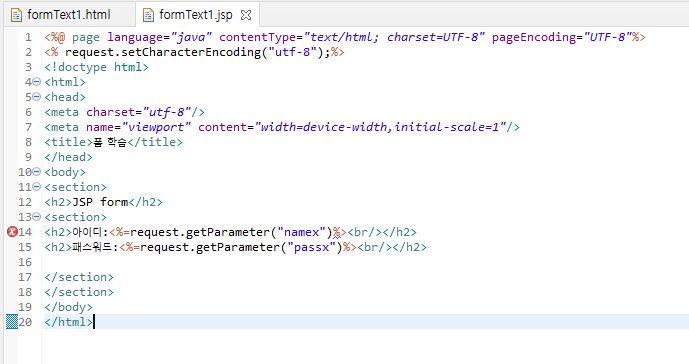 formText1.html formText1.jsp
1 <%@ page language="java" contentType="text/html; charset=UTF-8" pageEncoding="UTF-8"%>
2 <% request.setCharacterEncoding("utf-8");%>
3 <!doctype html>
4 <html>
5 <head>
6 <meta charset="utf-8"/>
7 <meta name="viewport" content="width=device-width,initial-scale=1"/>
8 <title>폼 학습</title>
9 </head>
10 <body>
11 <section>
12 <h2>JSP form</h2>
13 <section>
14 <h2>아이디:<%=request.getParameter("namex")%><br/></h2>
15 <h2>패스워드:<%=request.getParameter("passx")%><br/></h2>
16
17 </section>
18 </section>
19 </body>
20 </html>